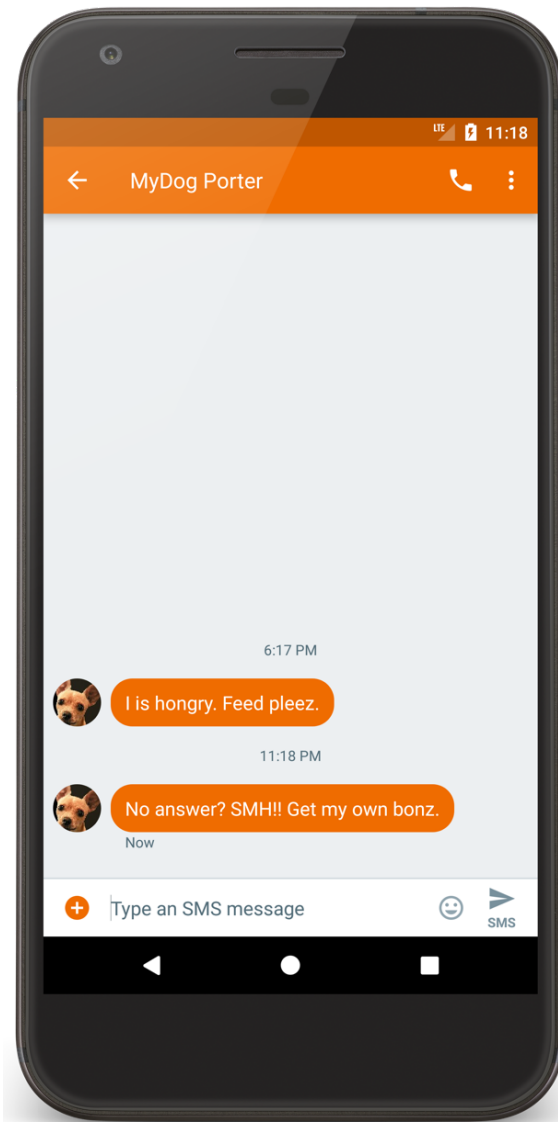 LTE 11:18
MyDog Porter
6:17 PM
I is hongry. Feed pleez.
11:18 PM
No answer? SMH!! Get my own bonz.
Now
Type an SMS message
SMS